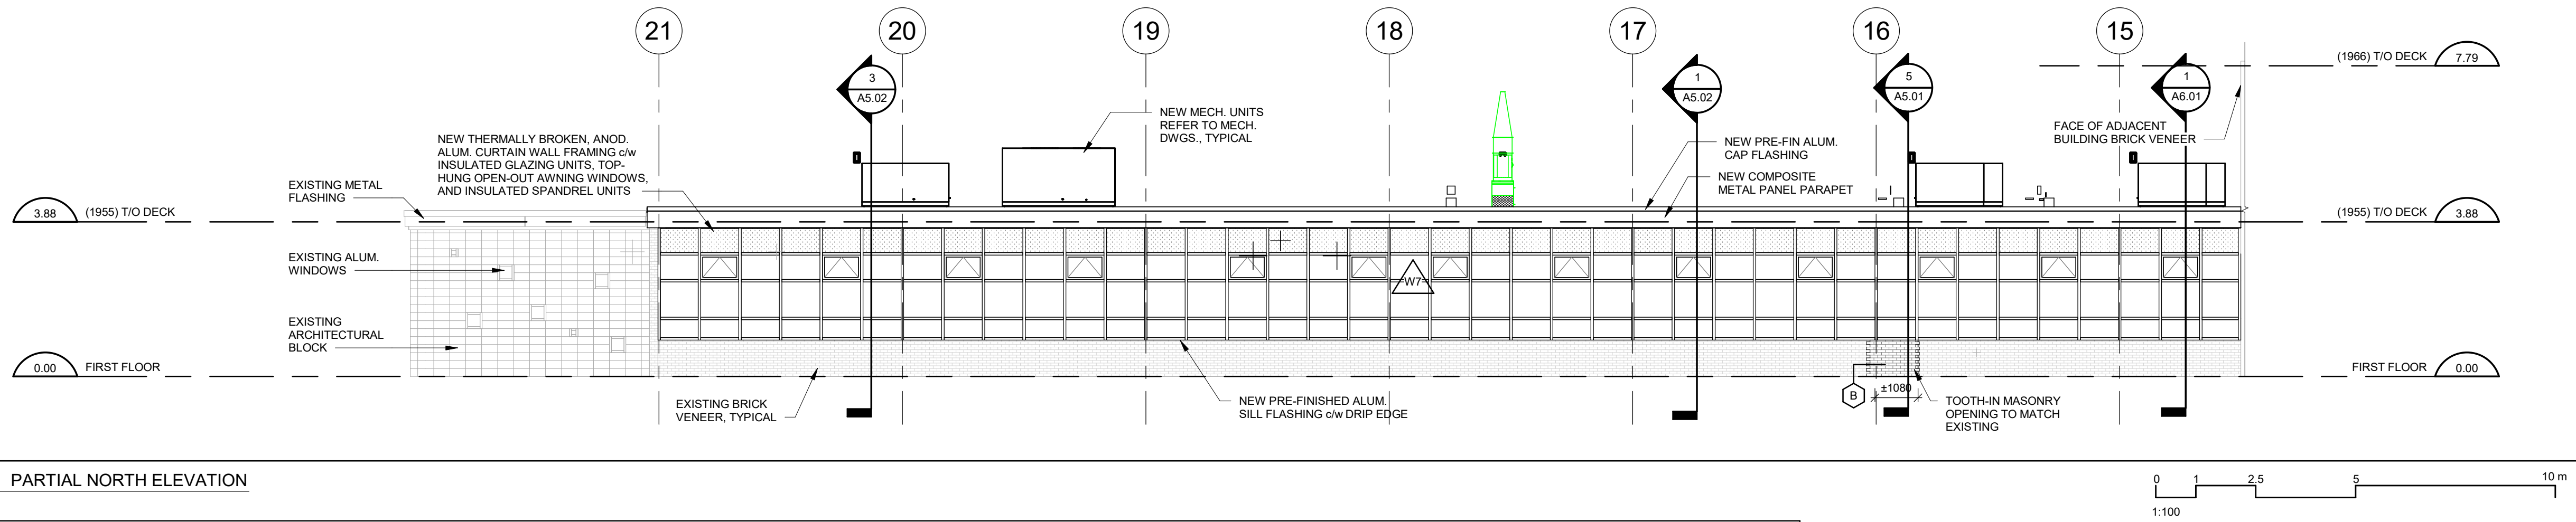 21
20
19
18
17
16
15
3
A5.02
1
A5.02
5
A5.01
1
A6.01
(1966) T/O DECK
7.79
NEW MECH. UNITS
REFER TO MECH.
DWGS., TYPICAL
NEW THERMALLY BROKEN, ANOD.
ALUM. CURTAIN WALL FRAMING c/w
INSULATED GLAZING UNITS, TOP-
HUNG OPEN-OUT AWNING WINDOWS,
AND INSULATED SPANDREL UNITS
NEW PRE-FIN ALUM.
CAP FLASHING
FACE OF ADJACENT
BUILDING BRICK VENEER
NEW COMPOSITE
METAL PANEL PARAPET
EXISTING METAL
FLASHING
3.88
(1955) T/O DECK
(1955) T/O DECK
3.88
EXISTING ALUM.
WINDOWS
W7
EXISTING
ARCHITECTURAL
BLOCK
0.00
FIRST FLOOR
FIRST FLOOR
0.00
EXISTING BRICK
VENEER, TYPICAL
NEW PRE-FINISHED ALUM.
SILL FLASHING c/w DRIP EDGE
B
±1080
TOOTH-IN MASONRY
OPENING TO MATCH
EXISTING
PARTIAL NORTH ELEVATION
0
1
2.5
5
10 m
1:100